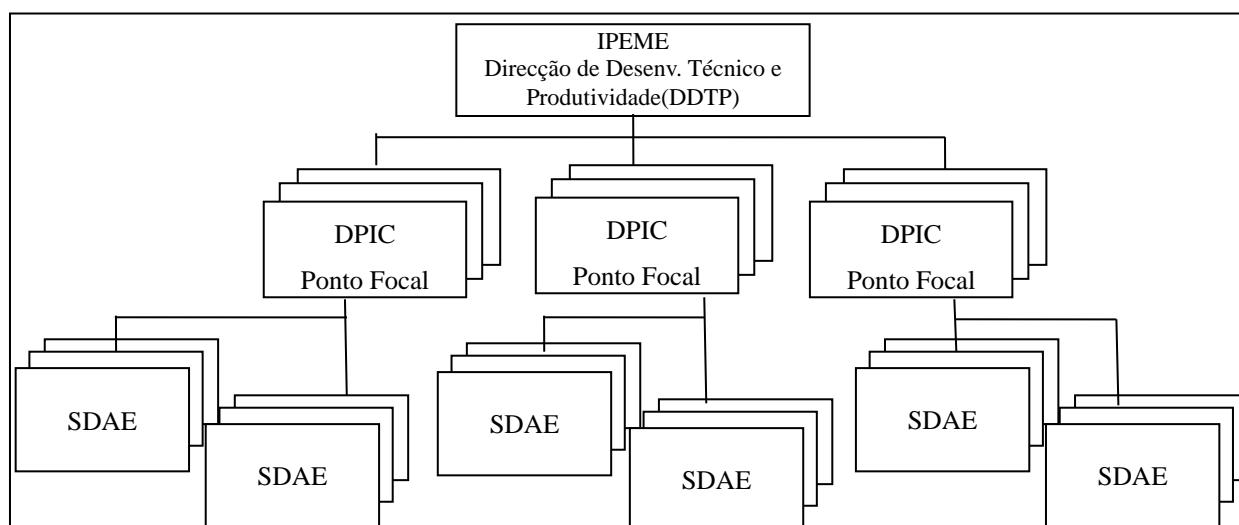 IPEME
Direcção de Desenv. Técnico e
Produtividade(DDTP)
DPIC
Ponto Focal
DPIC
Ponto Focal
DPIC
Ponto Focal
SDAE
SDAE
SDAE
SDAE
SDAE
SDAE